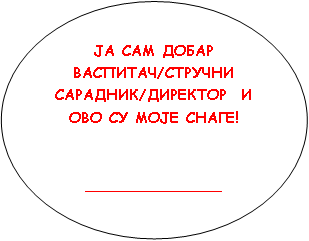 ЈА САМ ДОБАР
ВАСПИТАЧ/СТРУЧНИ
САРАДНИК/ДИРЕКТОР И
ОВО СУ МОЈЕ СНАГЕ!